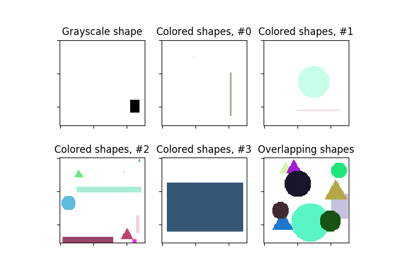 Grayscale shape
Colored shapes, #0
Colored shapes, #1
Colored shapes, #2
Colored shapes, #3
Overlapping shapes